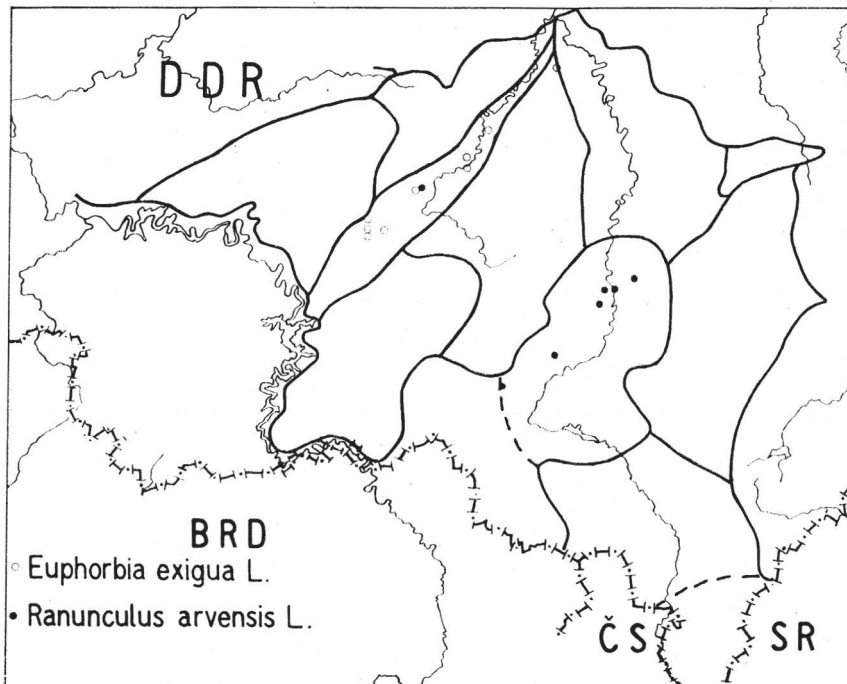 DDR
BRD
Euphorbia exigua L.
Ranunculus arvensis L.
ČS SR